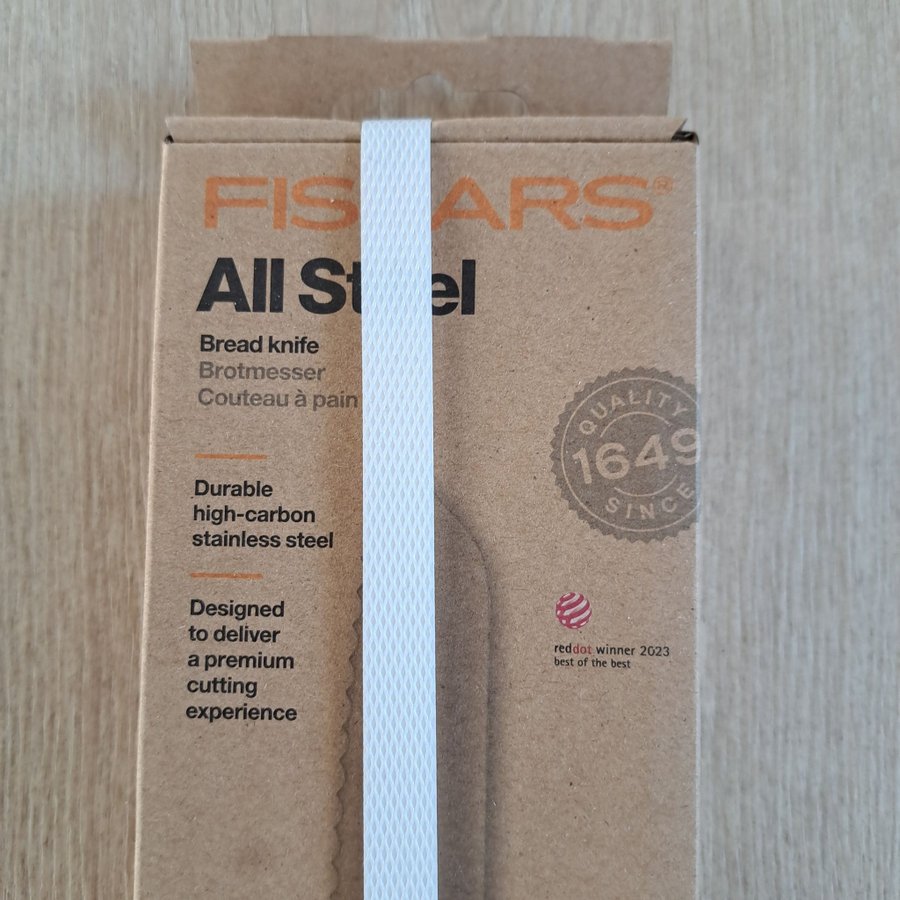 FIS ARS®
All St el
Bread knife
Brotmesser
Couteau à pain
Durable
high-carbon
stainless steel
Designed
to deliver
a premium
cutting
experience
QUALITY
1649
SINCE
reddot winner 2023
best of the best